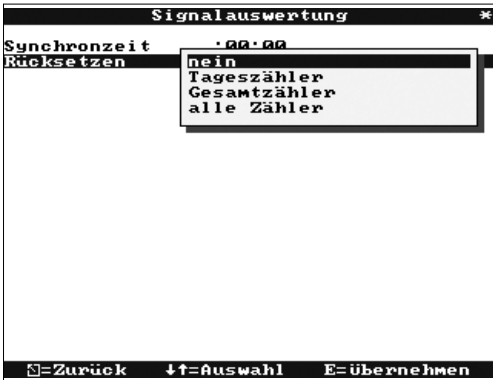 Signalauswertung *
Synchronzeit :00:00
Rücksetzen nein
Tageszähler
Gesamtzähler
alle Zähler
=Zurück ↓↑=Auswahl E=übernehmen